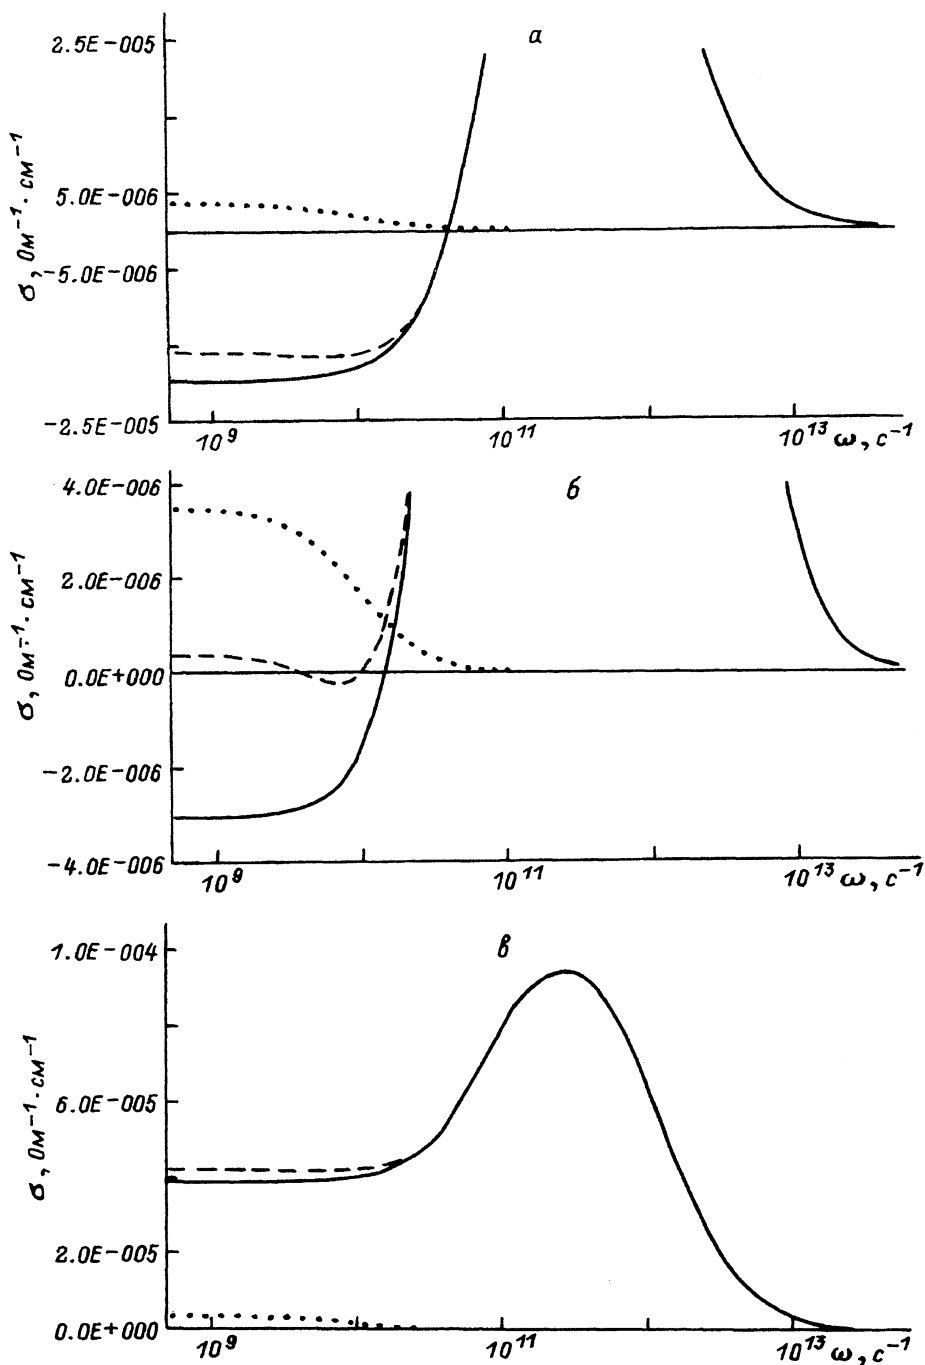 а
2.5E-005
5.0E-006
-5.0E-006
-2.5E-005
σ, Ом⁻¹·см⁻¹
10⁹
10¹¹
10¹³ ω, с⁻¹
б
4.0E-006
2.0E-006
0.0E+000
-2.0E-006
-4.0E-006
σ, Ом⁻¹·см⁻¹
10⁹
10¹¹
10¹³ ω, с⁻¹
в
1.0E-004
6.0E-005
2.0E-005
0.0E+000
σ, Ом⁻¹·см⁻¹
10⁹
10¹¹
10¹³ ω, с⁻¹